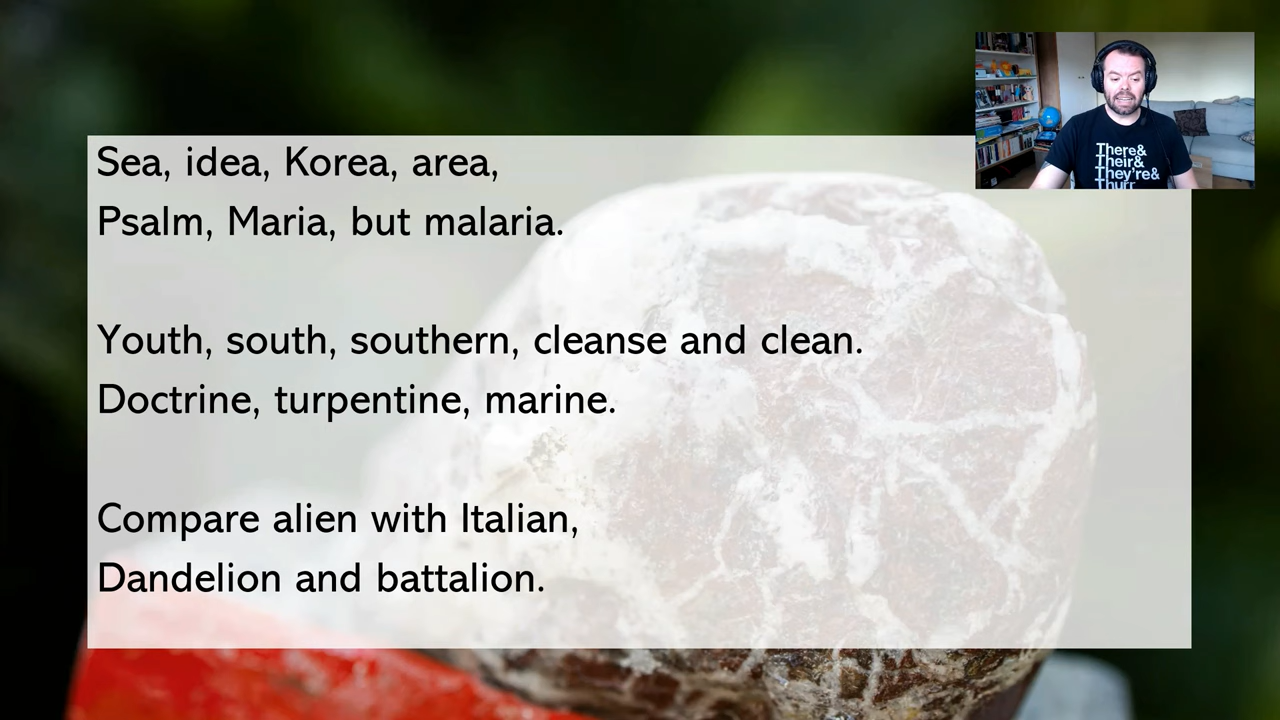 Sea, idea, Korea, area,
Psalm, Maria, but malaria.
Youth, south, southern, cleanse and clean.
Doctrine, turpentine, marine.
Compare alien with Italian,
Dandelion and battalion.
There&
Their&
They're&